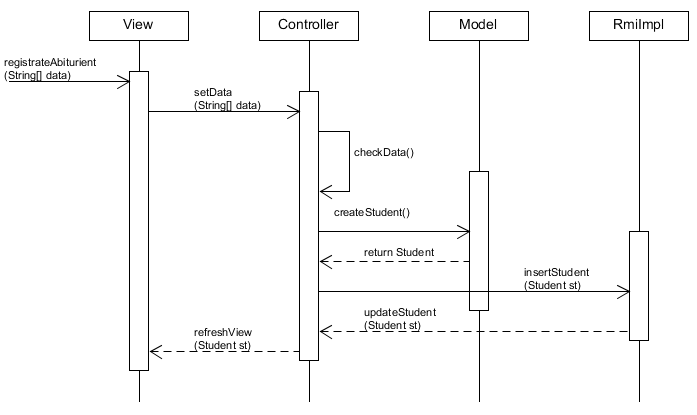 View
Controller
Model
RmiImpl
registrateAbiturient
(String[] data)
setData
(String[] data)
checkData()
createStudent()
return Student
insertStudent
(Student st)
updateStudent
(Student st)
refreshView
(Student st)